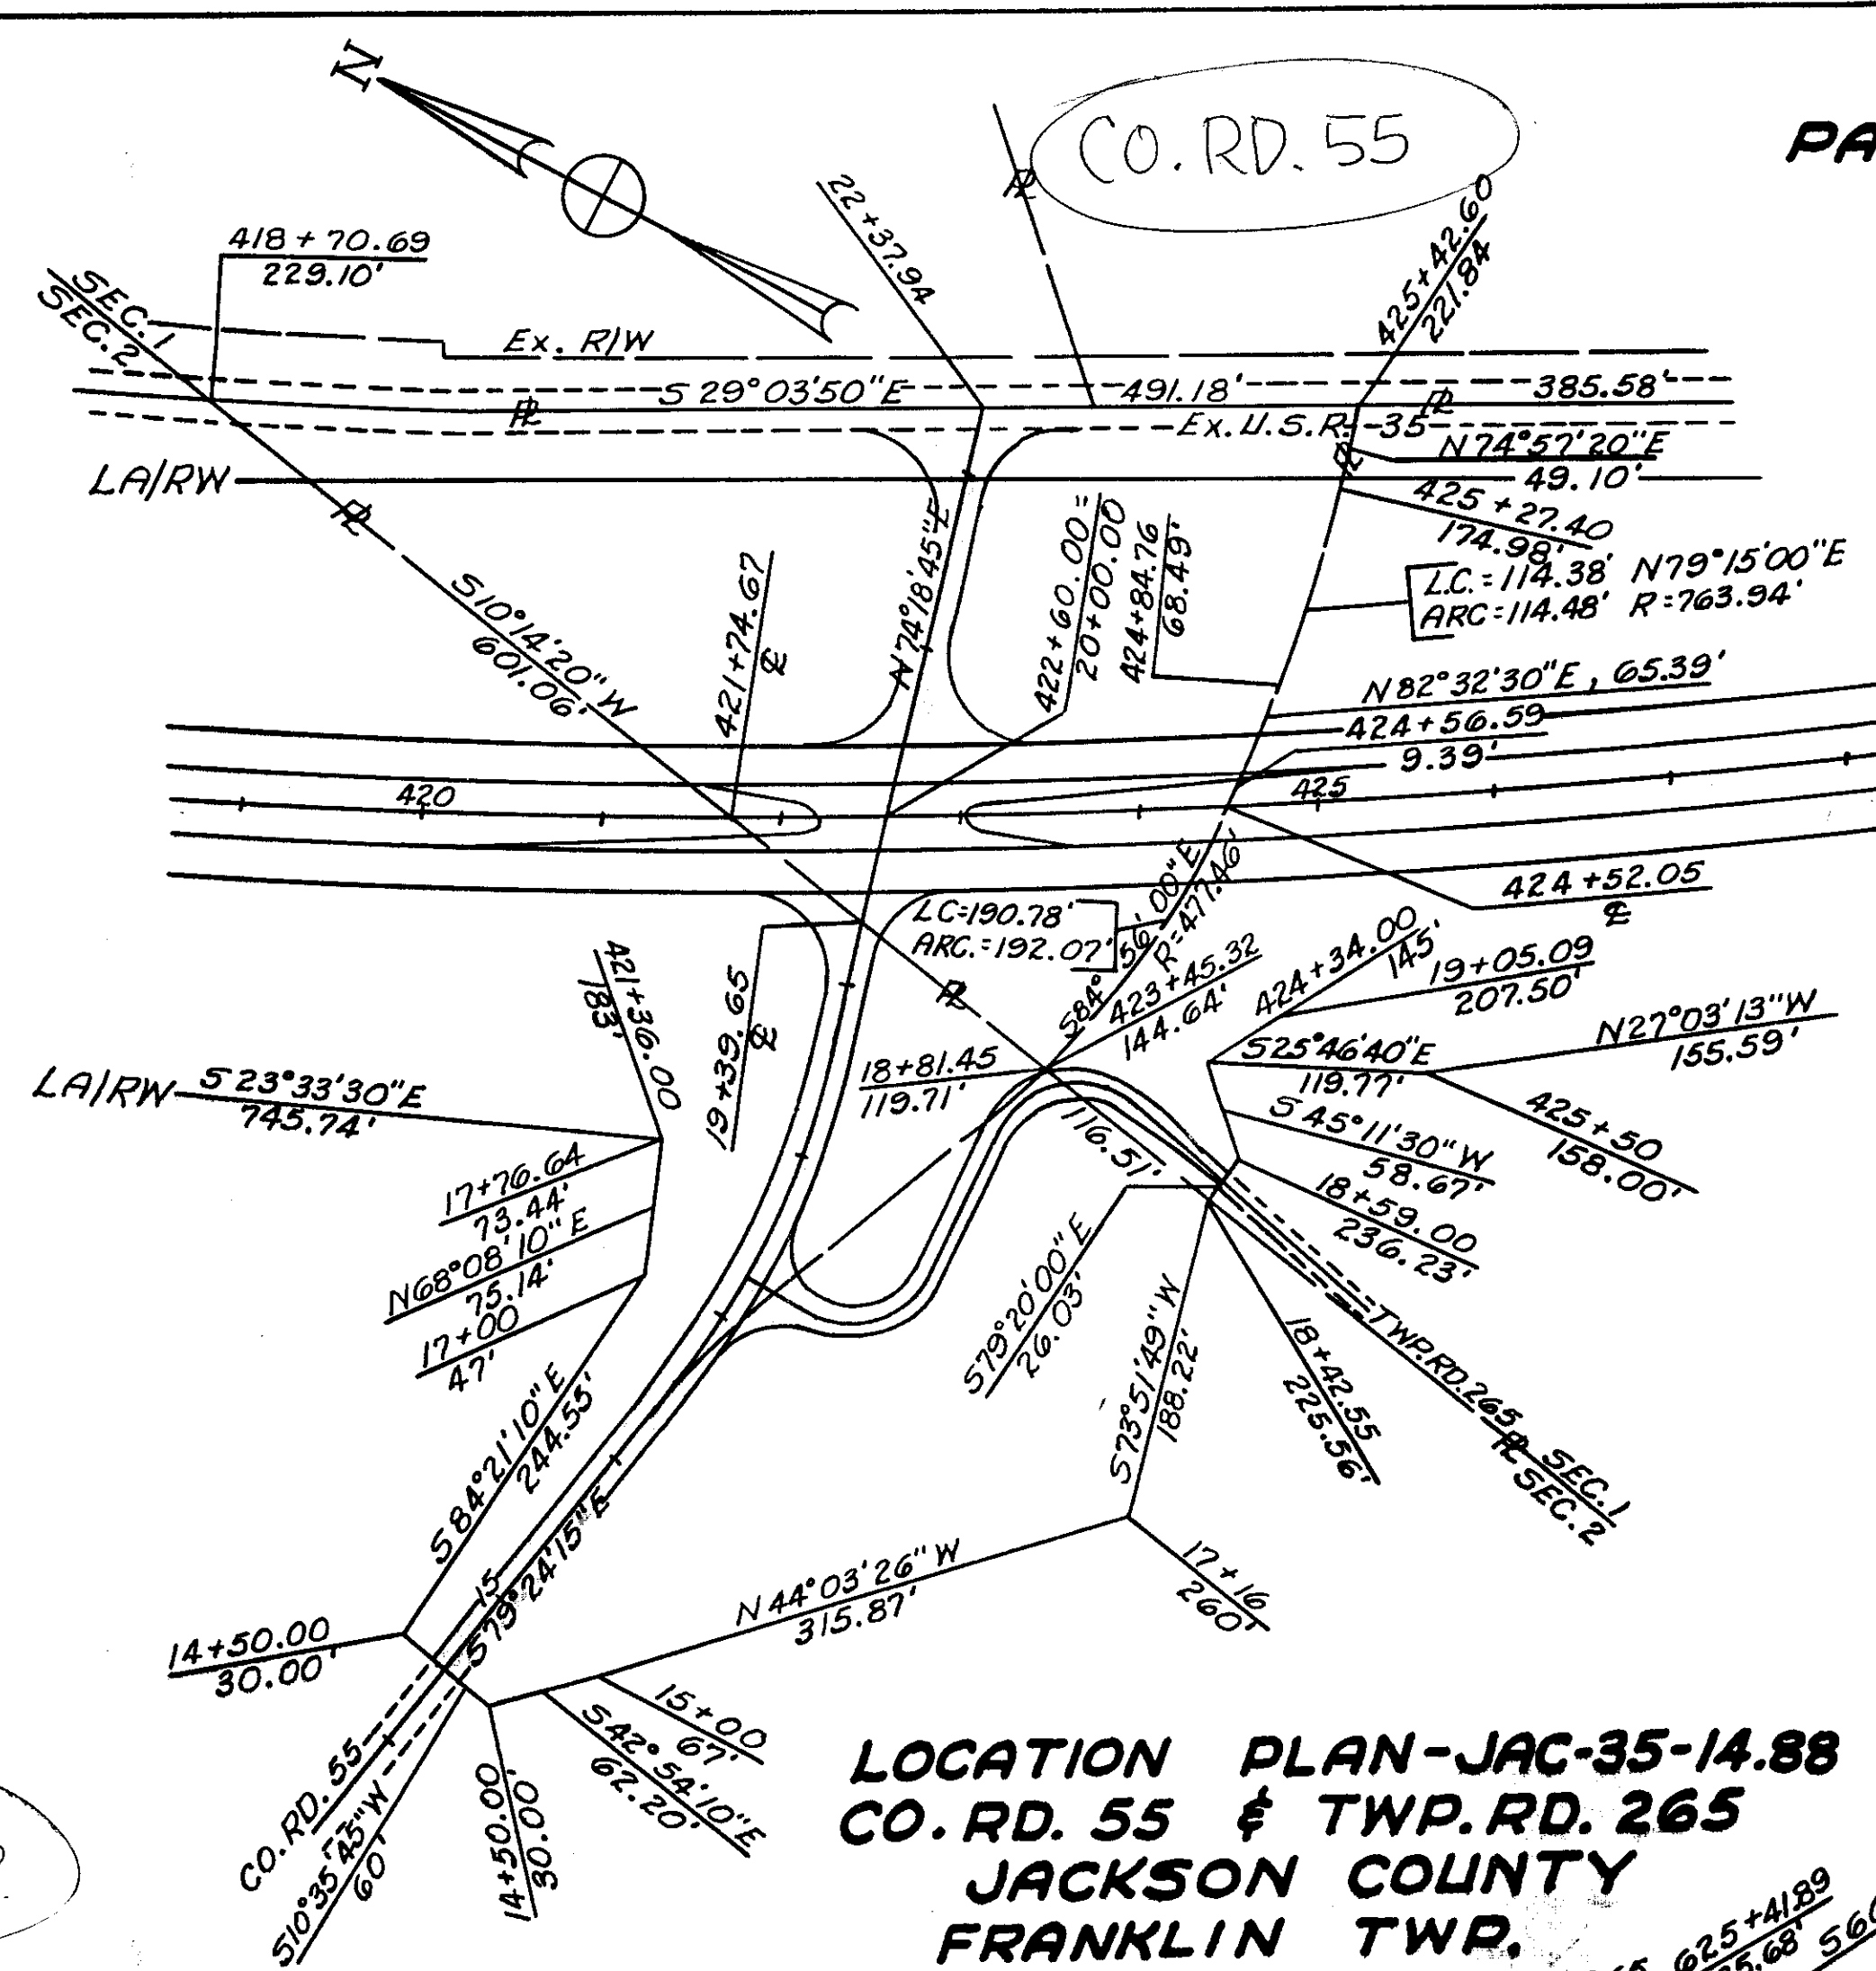 N
CO. RD. 55
PA
418+70.69
229.10'
22+37.94
425+42.60
221.84
SEC. 1
SEC. 2
Ex. R/W
S 29°03'50"E
491.18'
385.58'
Ex. U.S.R. 35
N74°57'20"E
49.10'
LA/RW
425+27.40
174.98'
L.C.=114.38' N79°15'00"E
ARC=114.48' R=763.94'
S10°14'20"W
601.06'
421+74.67
℄
N74°18'45"E
422+60.00=
20+00.00
424+84.76
68.49'
N82°32'30"E, 65.39'
424+56.59
9.39'
420
425
424+52.05
℄
LC=190.78'
ARC.=192.07'
S84°56'00"E
R=477.46'
423+45.32
144.64'
424+34.00
145'
19+05.09
207.50'
N27°03'13"W
155.59'
S25°46'40"E
119.77'
425+50
158.00'
421+36.00
183'
19+39.65
℄
18+81.45
119.71'
116.51'
LA/RW
S23°33'30"E
745.74'
S45°11'30"W
58.67'
18+59.00
236.23'
17+76.64
73.44'
N68°08'10"E
75.14'
17+00
47'
S79°20'00"E
26.03'
S73°51'49"W
188.22'
18+42.55
225.56'
TWP.RD.265
SEC.1
SEC.2
S84°21'10"E
244.55'
15
S79°24'15"E
N44°03'26"W
315.87'
17+16
260'
14+50.00
30.00'
15+00
67'
S42°54'10"E
62.20'
CO. RD. 55
S10°35'45"W
60'
14+50.00
30.00'
LOCATION PLAN-JAC-35-14.88
CO. RD. 55 & TWP. RD. 265
JACKSON COUNTY
FRANKLIN TWP.
625+41.89